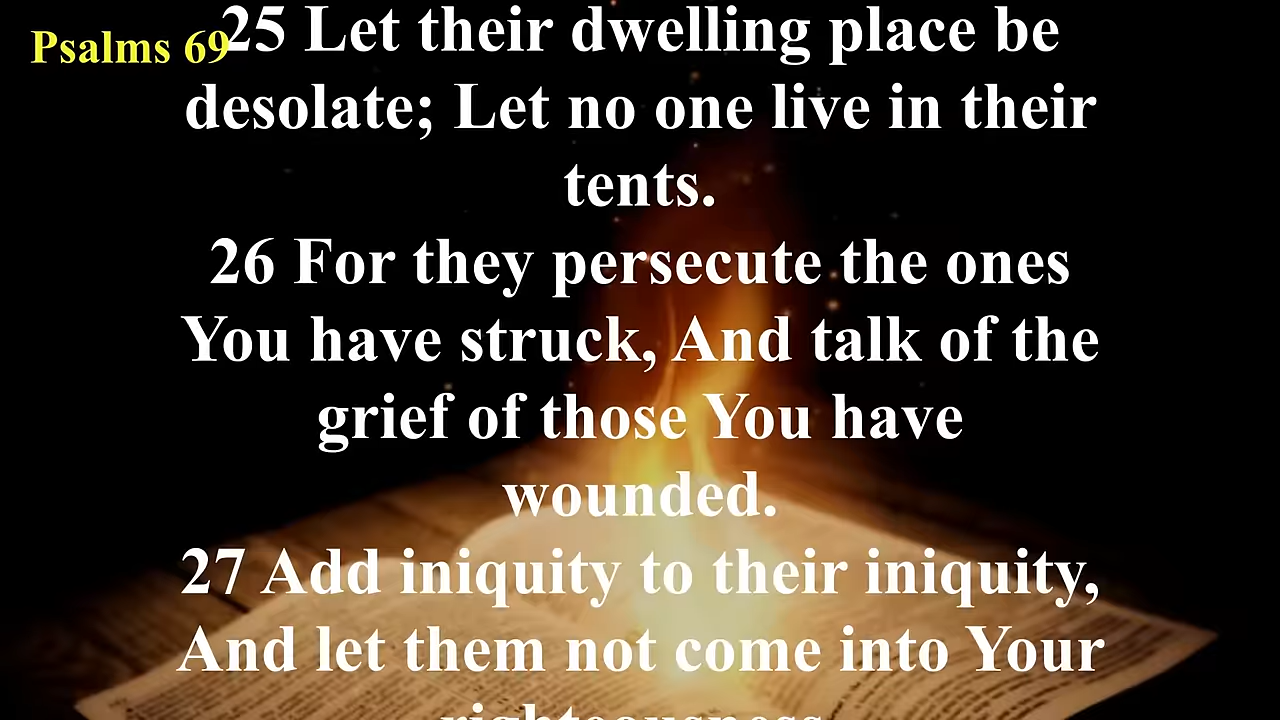 Psalms 69
25 Let their dwelling place be
desolate; Let no one live in their
tents.
26 For they persecute the ones
You have struck, And talk of the
grief of those You have
wounded.
27 Add iniquity to their iniquity,
And let them not come into Your
righteousness.